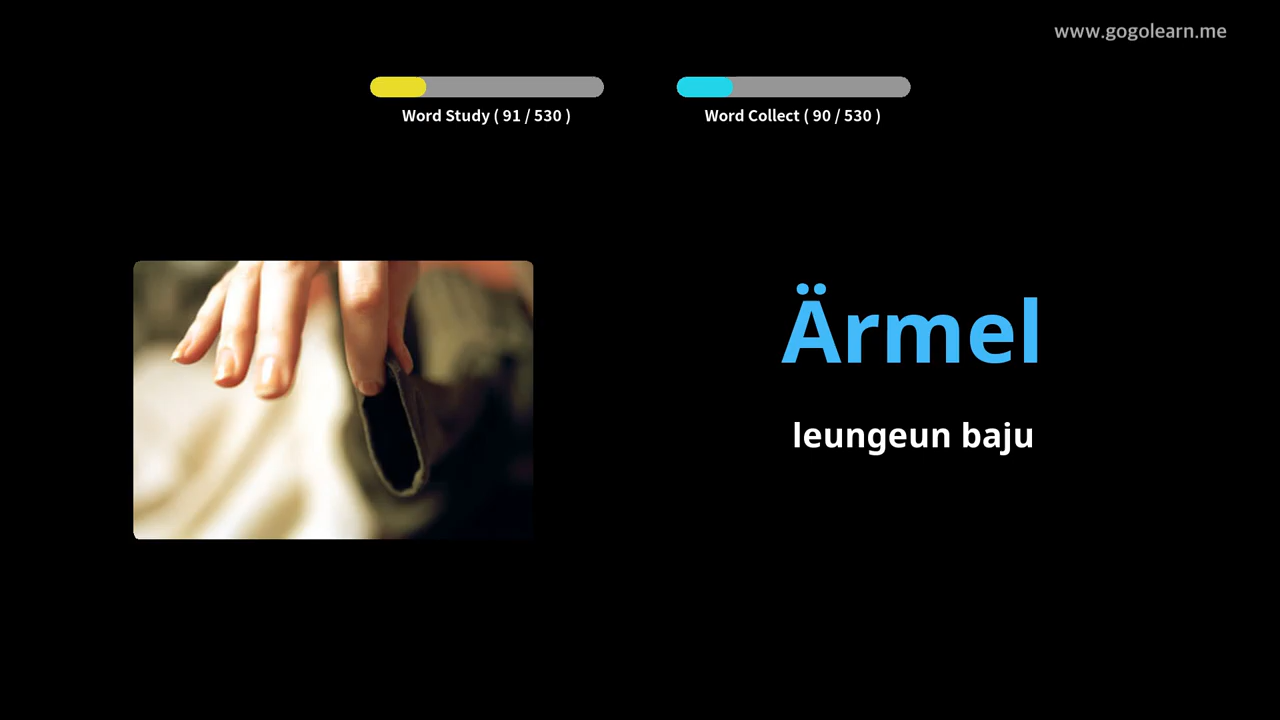 www.gogolearn.me
Word Study ( 91 / 530 )
Word Collect ( 90 / 530 )
Ärmel
leungeun baju